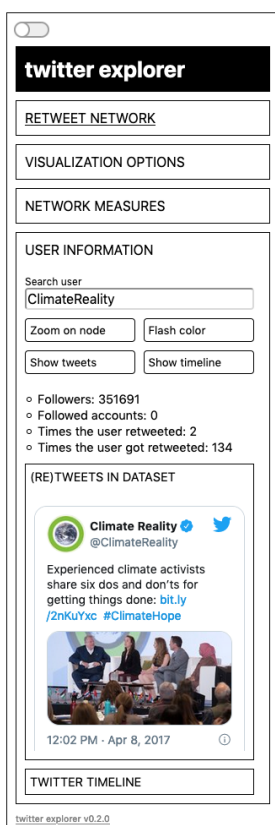 twitter explorer
RETWEET NETWORK
VISUALIZATION OPTIONS
NETWORK MEASURES
USER INFORMATION
Search user
ClimateReality
Zoom on node
Flash color
Show tweets
Show timeline
Followers: 351691
Followed accounts: 0
Times the user retweeted: 2
Times the user got retweeted: 134
(RE)TWEETS IN DATASET
Climate Reality
@ClimateReality
Experienced climate activists
share six dos and don'ts for
getting things done: bit.ly
/2nKuYxc #ClimateHope
12:02 PM · Apr 8, 2017
TWITTER TIMELINE
twitter explorer v0.2.0